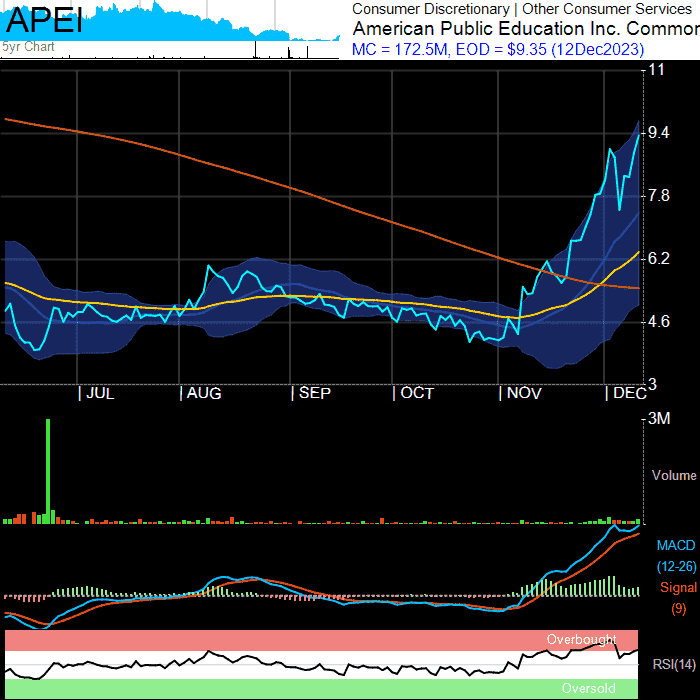 APEI
5yr Chart
Consumer Discretionary | Other Consumer Services
American Public Education Inc. Common
MC = 172.5M, EOD = $9.35 (12Dec2023)
11
9.4
7.8
6.2
4.6
3
JUL
AUG
SEP
OCT
NOV
DEC
3M
Volume
MACD
(12-26)
Signal
(9)
Overbought
RSI(14)
Oversold